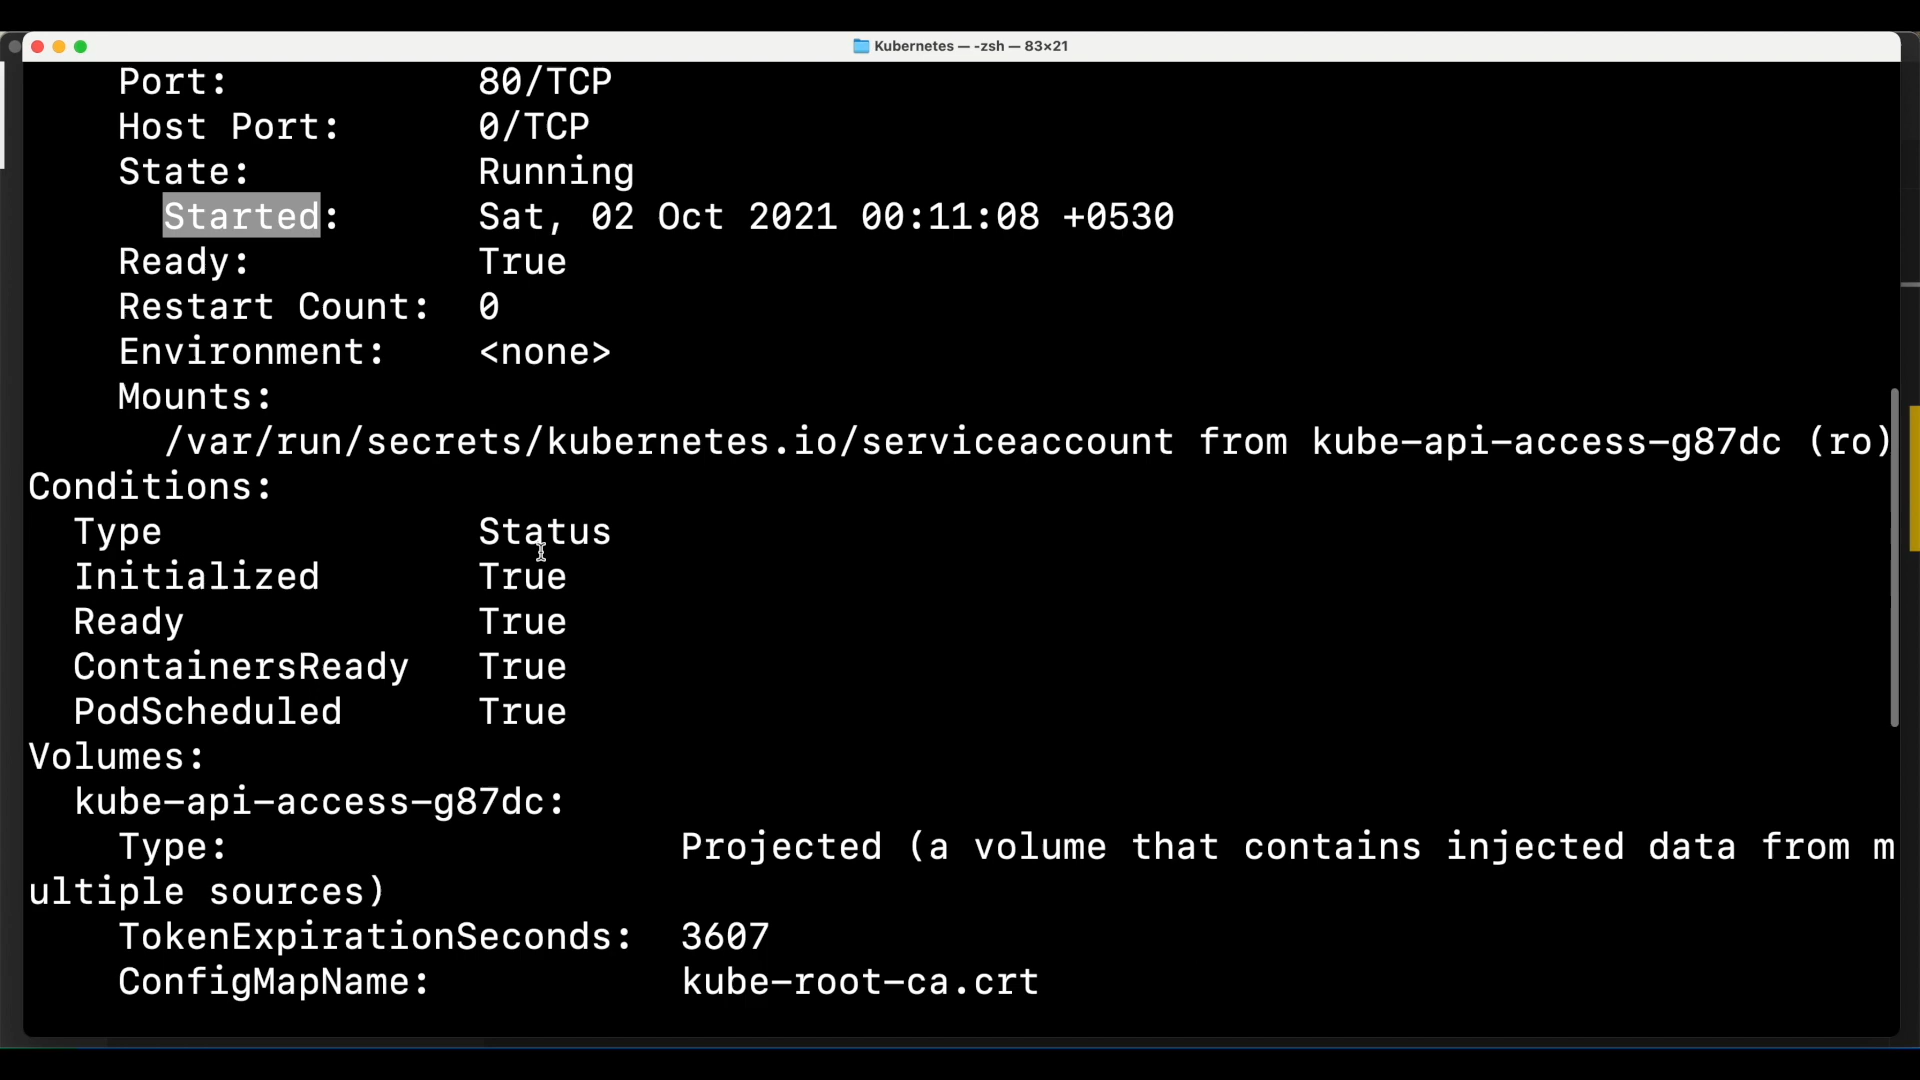 Kubernetes — -zsh — 83×21
Port: 80/TCP
Host Port: 0/TCP
State: Running
Started: Sat, 02 Oct 2021 00:11:08 +0530
Ready: True
Restart Count: 0
Environment: <none>
Mounts:
/var/run/secrets/kubernetes.io/serviceaccount from kube-api-access-g87dc (ro)
Conditions:
Type Status
Initialized True
Ready True
ContainersReady True
PodScheduled True
Volumes:
kube-api-access-g87dc:
Type: Projected (a volume that contains injected data from m
ultiple sources)
TokenExpirationSeconds: 3607
ConfigMapName: kube-root-ca.crt